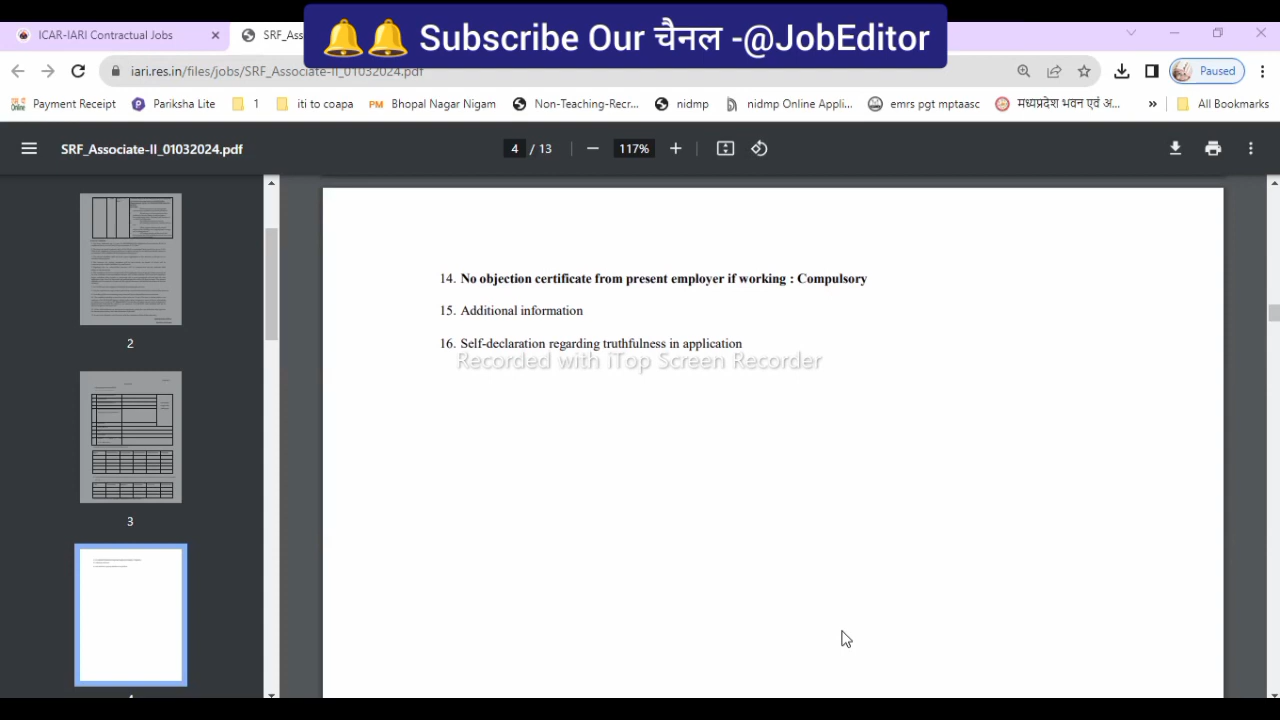 🔔🔔 Subscribe Our चैनल -@JobEditor
ICAR-IARI Contractual Jobs
SRF_Ass
iari.res.in/files/jobs/SRF_Associate-II_01032024.pdf
Paused
Payment Receipt
Pariksha Lite
1
iti to coapa
PM Bhopal Nagar Nigam
Non-Teaching-Recr...
nidmp
nidmp Online Appli...
emrs pgt mptaasc
मध्यप्रदेश भवन एवं अ...
»
All Bookmarks
SRF_Associate-II_01032024.pdf
4 / 13
117%
2
3
14. No objection certificate from present employer if working : Compulsory
15. Additional information
16. Self-declaration regarding truthfulness in application
Recorded with iTop Screen Recorder